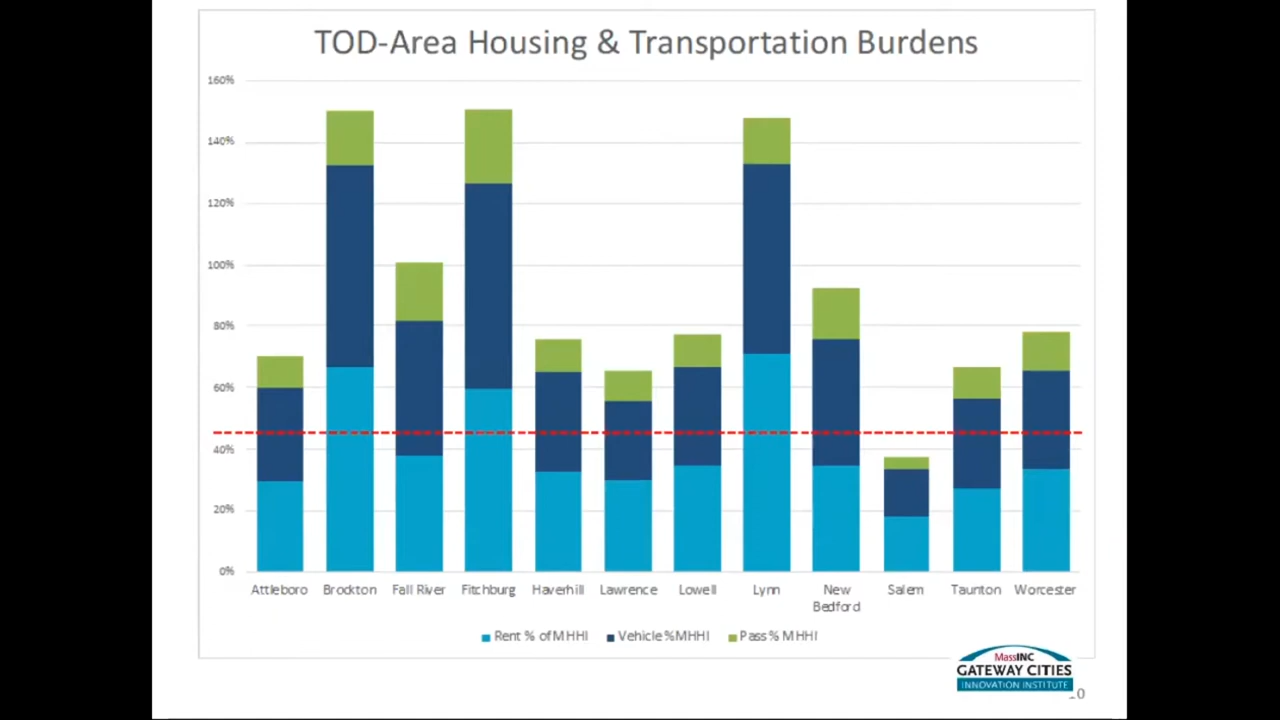 TOD-Area Housing & Transportation Burdens
160%
140%
120%
100%
80%
60%
40%
20%
0%
Attleboro Brockton Fall River Fitchburg Haverhill Lawrence Lowell Lynn New Bedford Salem Taunton Worcester
Rent % of MHHI Vehicle %MHHI Pass % MHHI
MassINC
GATEWAY CITIES
INNOVATION INSTITUTE
10